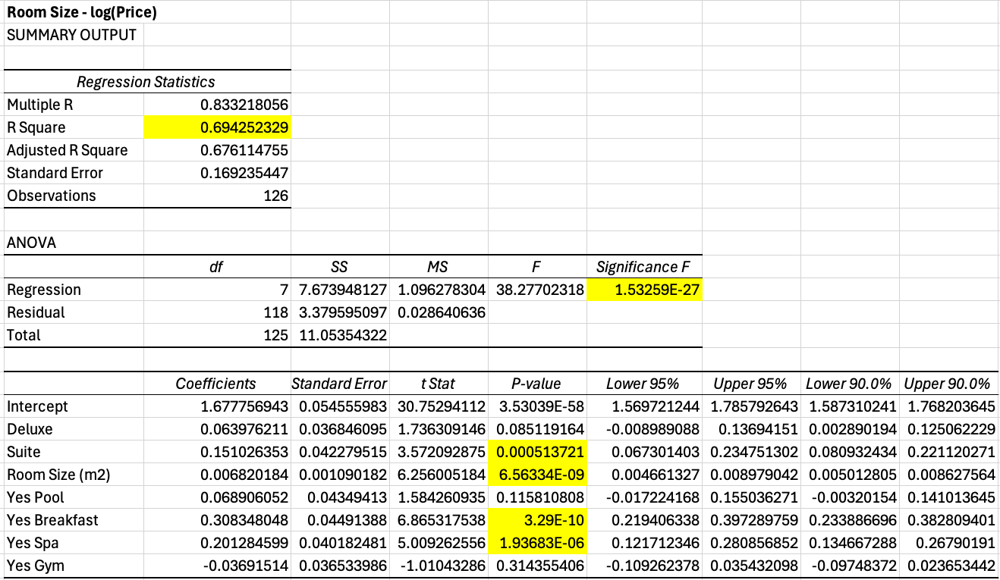 Room Size - log(Price)
SUMMARY OUTPUT
Regression Statistics
Multiple R 0.833218056
R Square 0.694252329
Adjusted R Square 0.676114755
Standard Error 0.169235447
Observations 126
ANOVA
df SS MS F Significance F
Regression 7 7.673948127 1.096278304 38.27702318 1.53259E-27
Residual 118 3.379595097 0.028640636
Total 125 11.05354322
Coefficients Standard Error t Stat P-value Lower 95% Upper 95% Lower 90.0% Upper 90.0%
Intercept 1.677756943 0.054555983 30.75294112 3.53039E-58 1.569721244 1.785792643 1.587310241 1.768203645
Deluxe 0.063976211 0.036846095 1.736309146 0.085119164 -0.008989088 0.13694151 0.002890194 0.125062229
Suite 0.151026353 0.042279515 3.572092875 0.000513721 0.067301403 0.234751302 0.080932434 0.221120271
Room Size (m2) 0.006820184 0.001090182 6.256005184 6.56334E-09 0.004661327 0.008979042 0.005012805 0.008627564
Yes Pool 0.068906052 0.04349413 1.584260935 0.115810808 -0.017224168 0.155036271 -0.00320154 0.141013645
Yes Breakfast 0.308348048 0.04491388 6.865317538 3.29E-10 0.219406338 0.397289759 0.233886696 0.382809401
Yes Spa 0.201284599 0.040182481 5.009262556 1.93683E-06 0.121712346 0.280856852 0.134667288 0.26790191
Yes Gym -0.03691514 0.036533986 -1.01043286 0.314355406 -0.109262378 0.035432098 -0.09748372 0.023653442